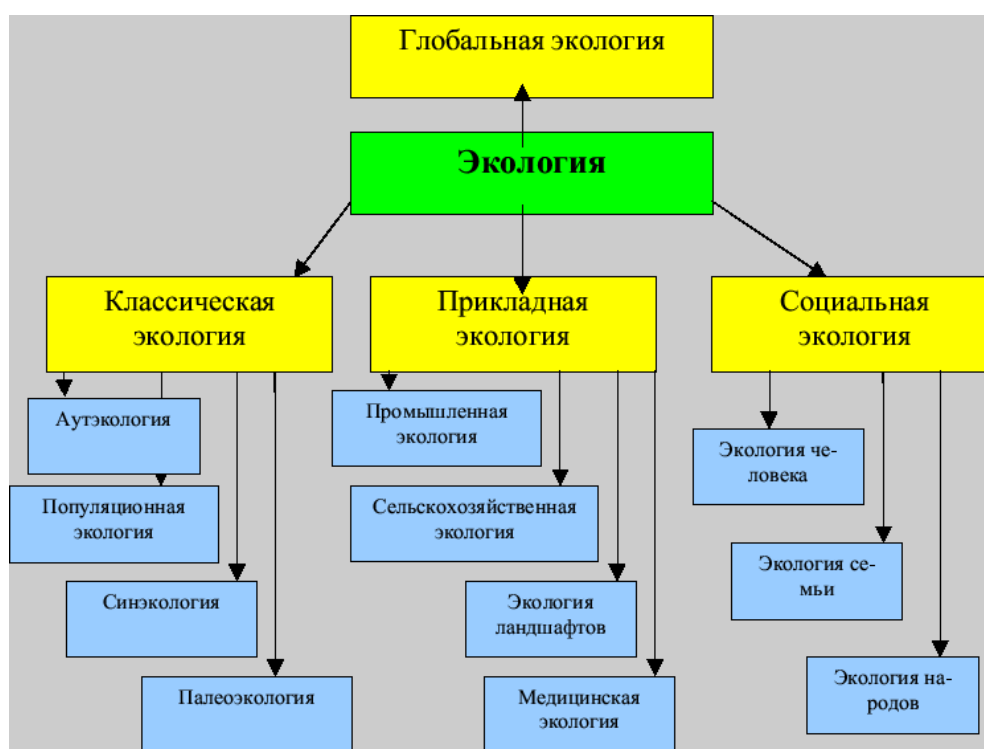 Глобальная экология
Экология
Классическая
экология
Прикладная
экология
Социальная
экология
Аутэкология
Популяционная
экология
Синэкология
Палеоэкология
Промышленная
экология
Сельскохозяйственная
экология
Экология
ландшафтов
Медицинская
экология
Экология че-
ловека
Экология се-
мьи
Экология на-
родов